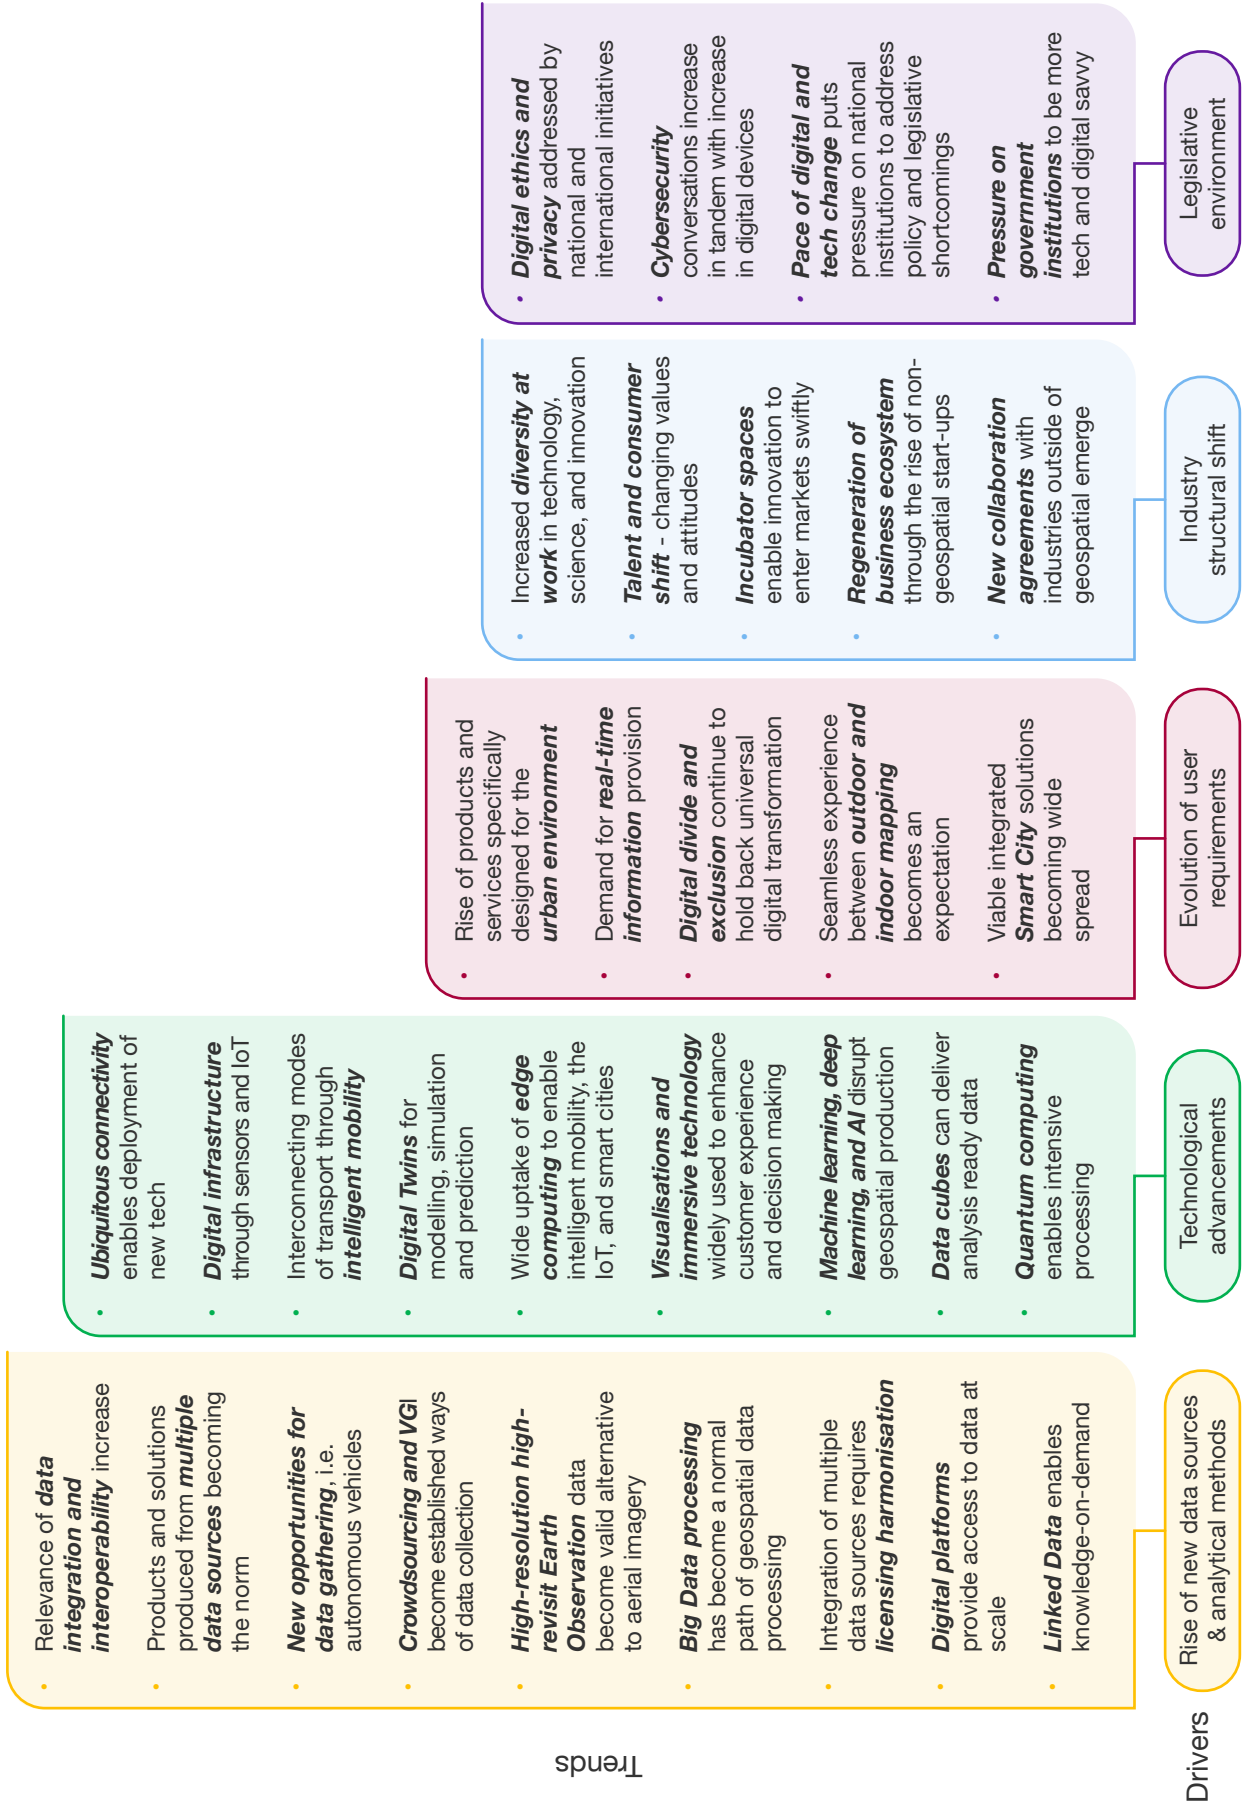 Trends
Relevance of data
integration and
interoperability increase
Products and solutions
produced from multiple
data sources becoming
the norm
New opportunities for
data gathering, i.e.
autonomous vehicles
Crowdsourcing and VGI
become established ways
of data collection
High-resolution high-
revisit Earth
Observation data
become valid alternative
to aerial imagery
Big Data processing
has become a normal
path of geospatial data
processing
Integration of multiple
data sources requires
licensing harmonisation
Digital platforms
provide access to data at
scale
Linked Data enables
knowledge-on-demand
Ubiquitous connectivity
enables deployment of
new tech
Digital infrastructure
through sensors and IoT
Interconnecting modes
of transport through
intelligent mobility
Digital Twins for
modelling, simulation
and prediction
Wide uptake of edge
computing to enable
intelligent mobility, the
IoT, and smart cities
Visualisations and
immersive technology
widely used to enhance
customer experience
and decision making
Machine learning, deep
learning, and AI disrupt
geospatial production
Data cubes can deliver
analysis ready data
Quantum computing
enables intensive
processing
Rise of products and
services specifically
designed for the
urban environment
Demand for real-time
information provision
Digital divide and
exclusion continue to
hold back universal
digital transformation
Seamless experience
between outdoor and
indoor mapping
becomes an
expectation
Viable integrated
Smart City solutions
becoming wide
spread
Increased diversity at
work in technology,
science, and innovation
Talent and consumer
shift - changing values
and attitudes
Incubator spaces
enable innovation to
enter markets swiftly
Regeneration of
business ecosystem
through the rise of non-
geospatial start-ups
New collaboration
agreements with
industries outside of
geospatial emerge
Digital ethics and
privacy addressed by
national and
international initiatives
Cybersecurity
conversations increase
in tandem with increase
in digital devices
Pace of digital and
tech change puts
pressure on national
institutions to address
policy and legislative
shortcomings
Pressure on
government
institutions to be more
tech and digital savvy
Drivers
Rise of new data sources
& analytical methods
Technological
advancements
Evolution of user
requirements
Industry
structural shift
Legislative
environment